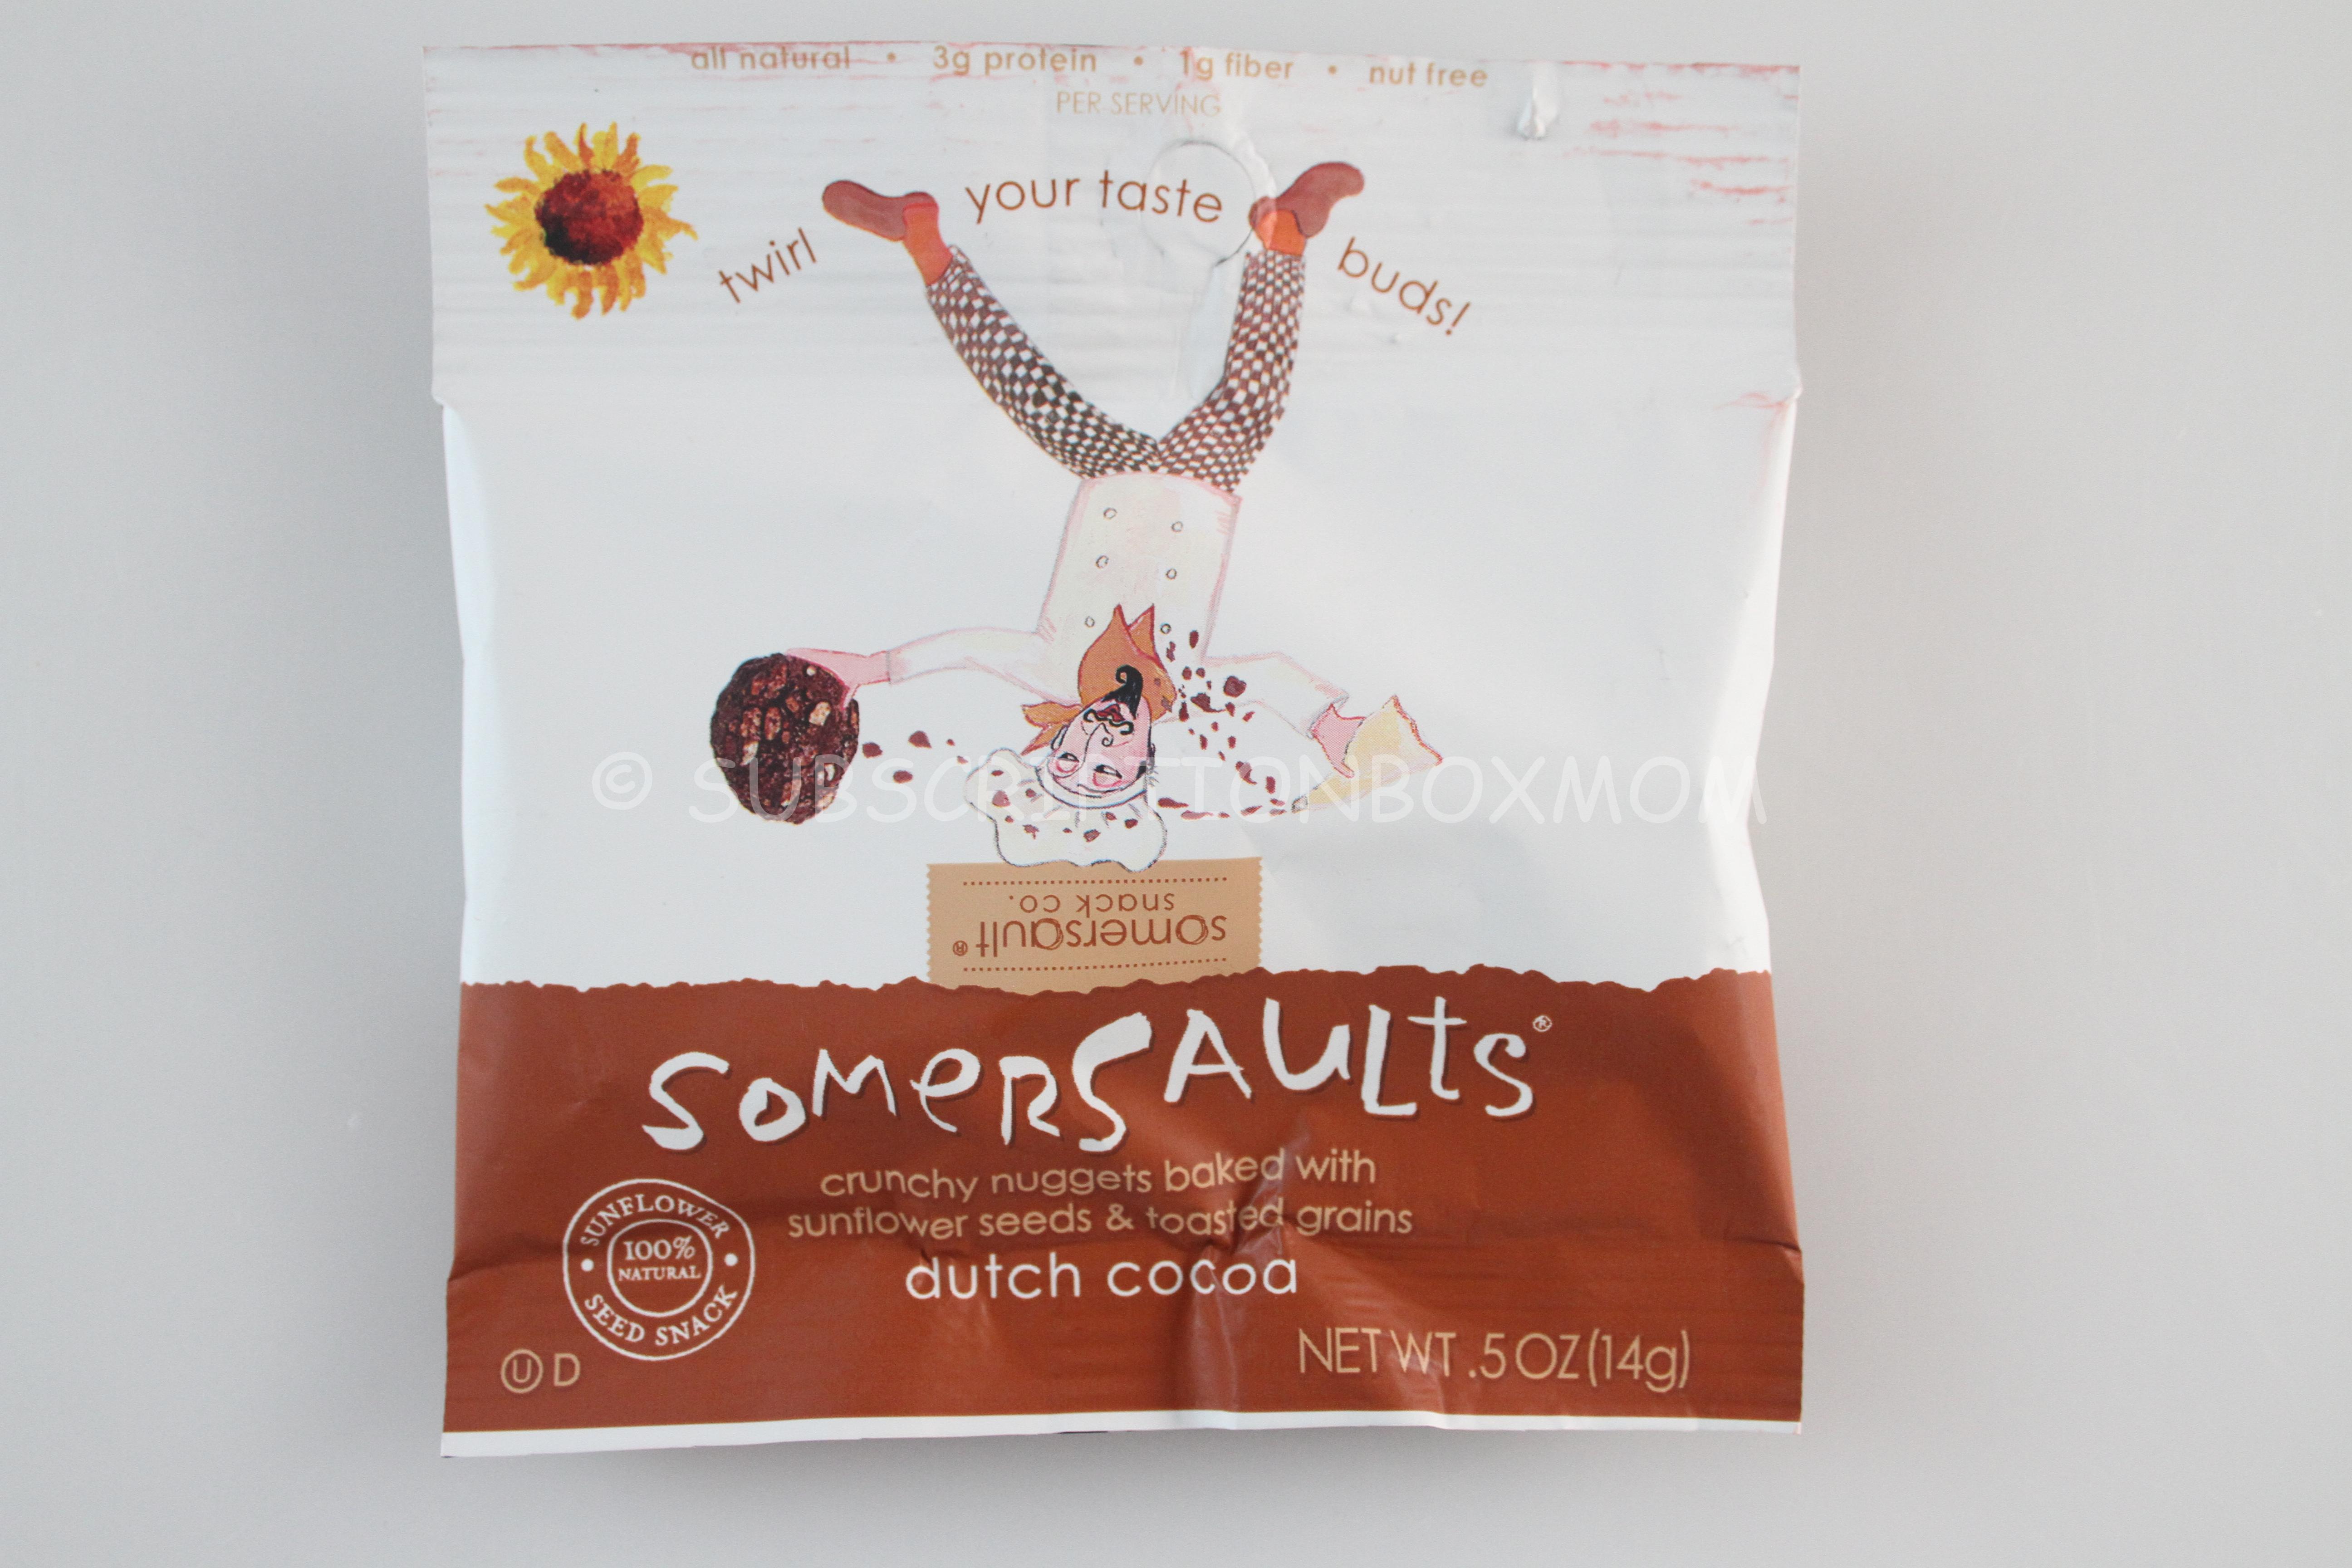 all natural • 3g protein • 1g fiber • nut free
PER SERVING
twirl your taste buds!
© SUBSCRIPTIONBOXMOM
somersault®
snack co.
SOMERSAULTS®
crunchy nuggets baked with
sunflower seeds & toasted grains
dutch cocoa
• SUNFLOWER •
100%
NATURAL
SEED SNACK
Ⓤ D
NET WT .5 OZ (14g)